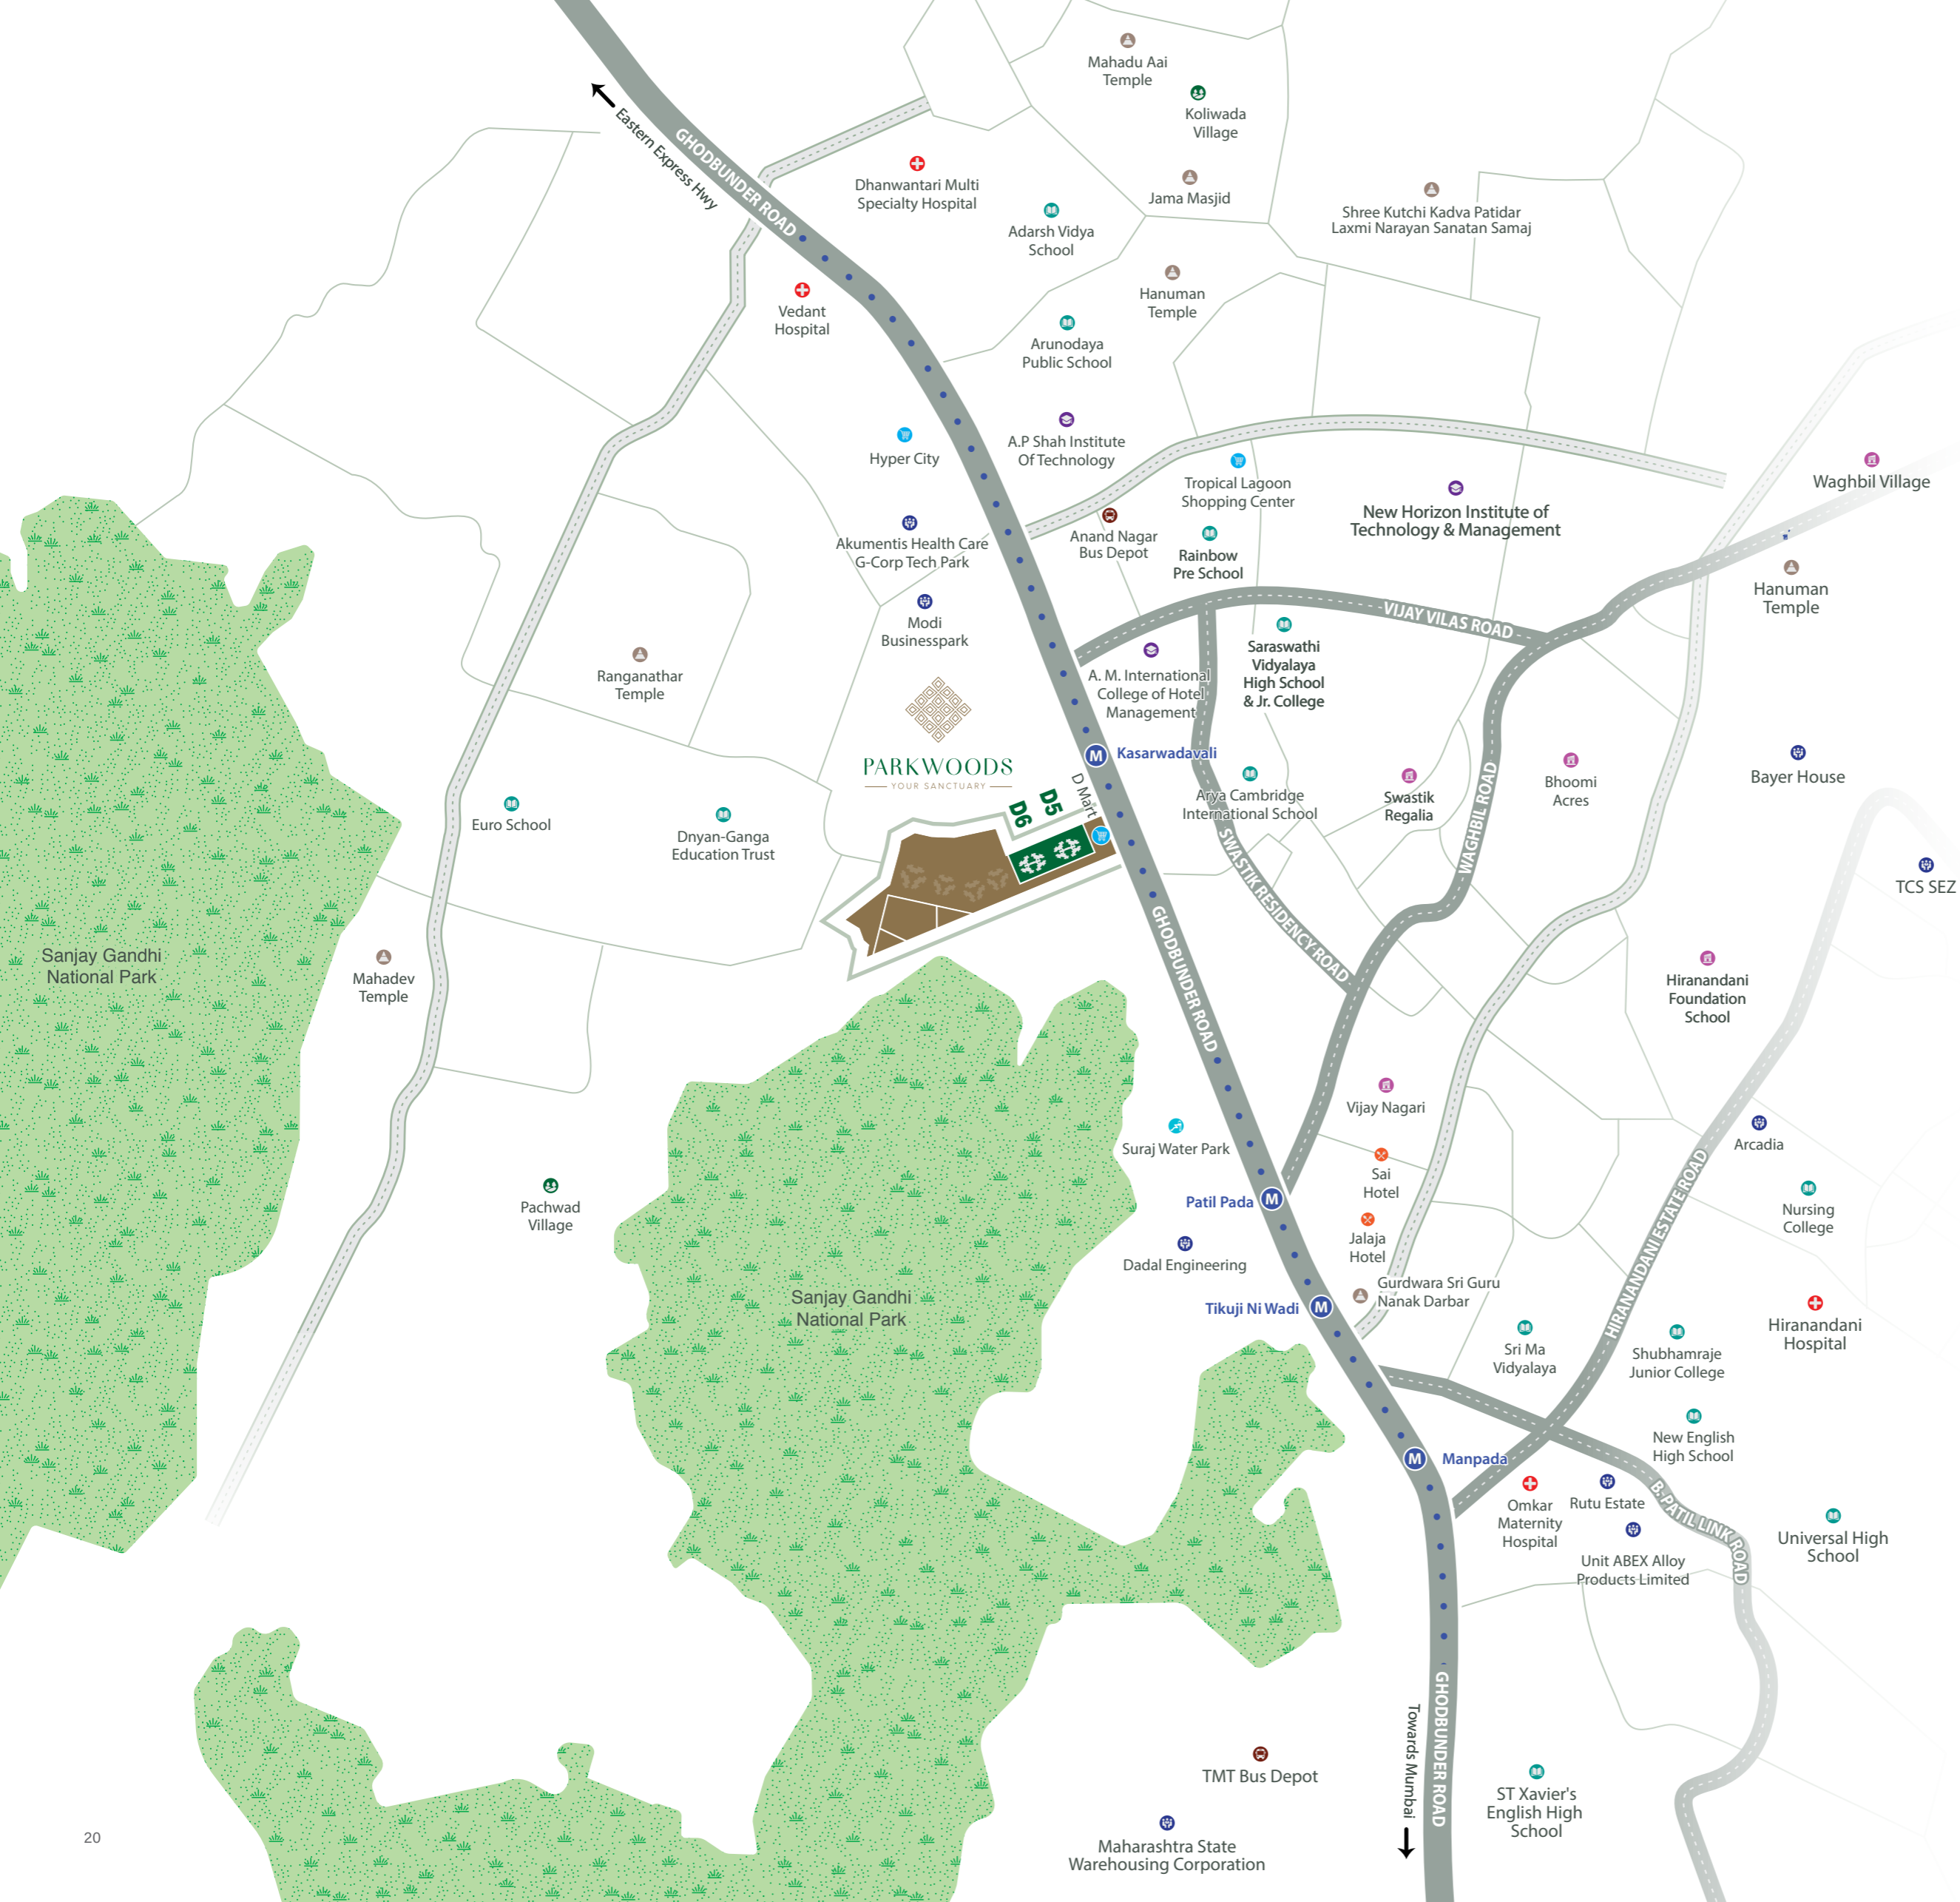 Mahadu Aai
Temple
Koliwada
Village
Eastern Express Hwy
GHODBUNDER ROAD
Dhanwantari Multi
Specialty Hospital
Jama Masjid
Adarsh Vidya
School
Shree Kutchi Kadva Patidar
Laxmi Narayan Sanatan Samaj
Vedant
Hospital
Hanuman
Temple
Arunodaya
Public School
Hyper City
A.P Shah Institute
Of Technology
Tropical Lagoon
Shopping Center
Waghbil Village
New Horizon Institute of
Technology & Management
Akumentis Health Care
G-Corp Tech Park
Anand Nagar
Bus Depot
Rainbow
Pre School
Hanuman
Temple
Modi
Businesspark
VIJAY VILAS ROAD
Ranganathar
Temple
A. M. International
College of Hotel
Management
Saraswathi
Vidyalaya
High School
& Jr. College
PARKWOODS
YOUR SANCTUARY
M
Kasarwadavali
D Mart
D5
D6
Euro School
Dnyan-Ganga
Education Trust
Arya Cambridge
International School
Swastik
Regalia
Bhoomi
Acres
Bayer House
WAGHBIL ROAD
SWASTIK RESIDENCY ROAD
TCS SEZ
Sanjay Gandhi
National Park
Mahadev
Temple
GHODBUNDER ROAD
Hiranandani
Foundation
School
Vijay Nagari
Suraj Water Park
Arcadia
Sai
Hotel
Pachwad
Village
Patil Pada
M
Nursing
College
Jalaja
Hotel
Dadal Engineering
HIRANANDANI ESTATE ROAD
Gurdwara Sri Guru
Nanak Darbar
Sanjay Gandhi
National Park
Tikuji Ni Wadi
M
Sri Ma
Vidyalaya
Shubhamraje
Junior College
Hiranandani
Hospital
New English
High School
M
Manpada
Omkar
Maternity
Hospital
Rutu Estate
B. PATIL LINK ROAD
Unit ABEX Alloy
Products Limited
Universal High
School
GHODBUNDER ROAD
Towards Mumbai
TMT Bus Depot
ST Xavier's
English High
School
Maharashtra State
Warehousing Corporation
20